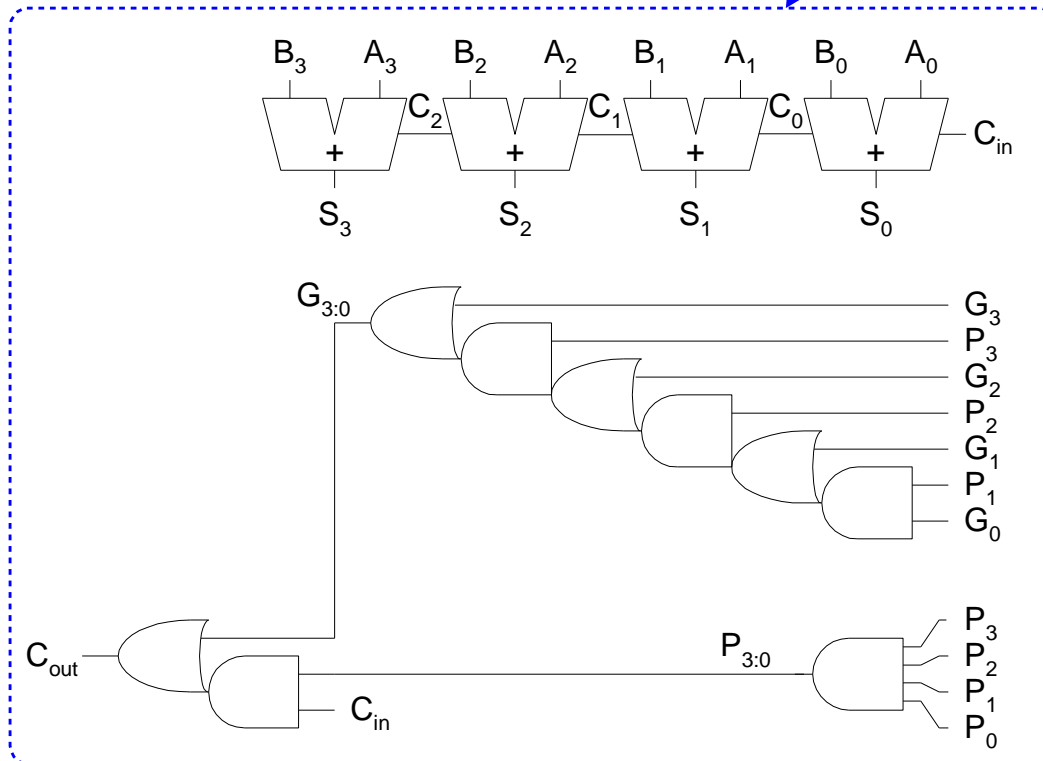 B3 A3 B2 A2 B1 A1 B0 A0
C2 C1 C0 Cin
+ + + +
S3 S2 S1 S0
G3:0
G3
P3
G2
P2
G1
P1
G0
Cout
P3:0
Cin
P3
P2
P1
P0